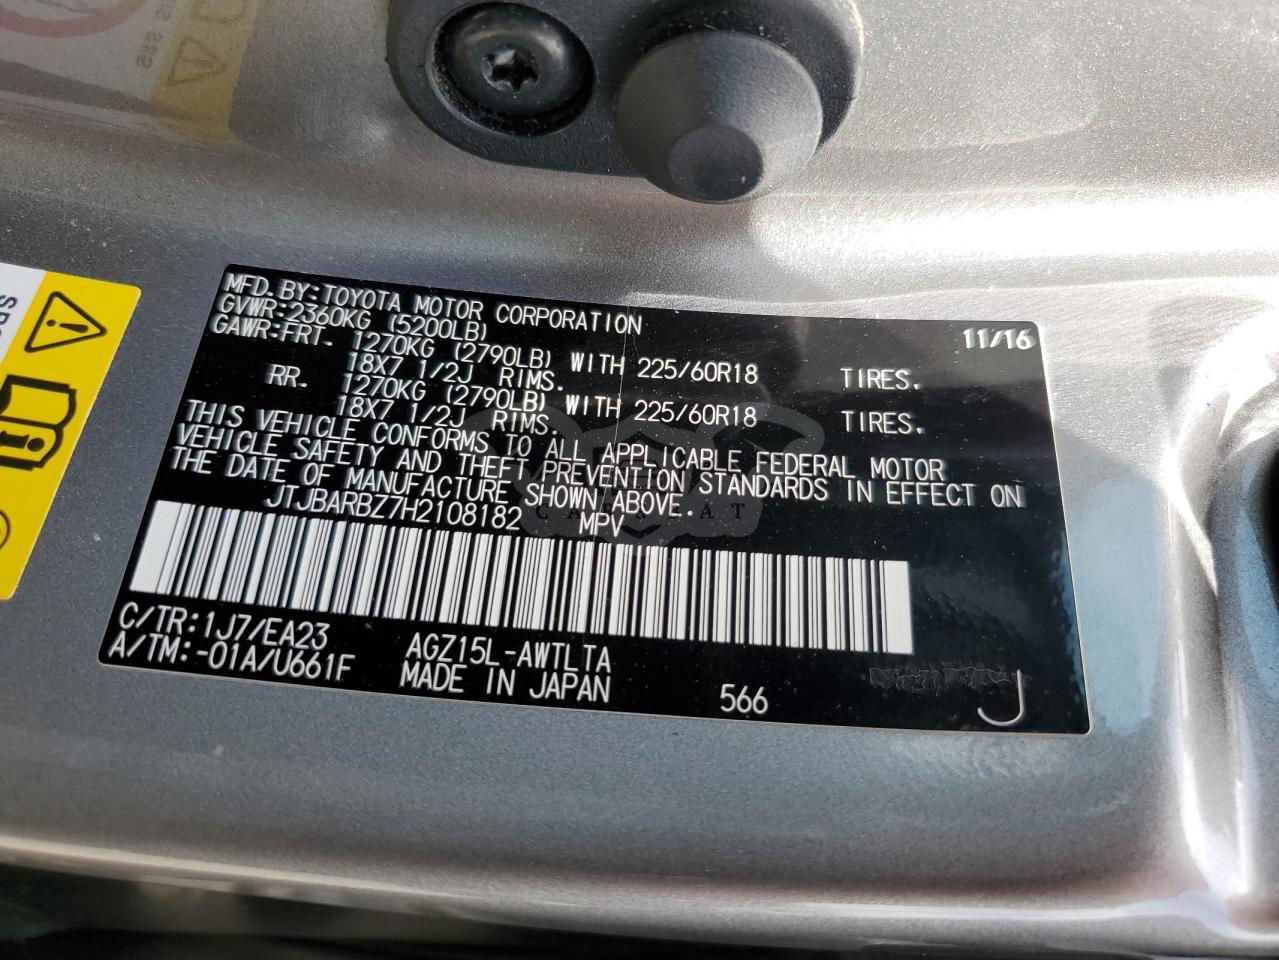 MFD.BY:TOYOTA MOTOR CORPORATION 11/16
GVWR:2360KG (5200LB)
GAWR:FRT- 1270KG (2790LB) WITH 225/60R18 TIRES.
18X7 1/2J RIMS.
RR. 1270KG (2790LB) WITH 225/60R18 TIRES.
18X7 1/2J RIMS.
THIS VEHICLE CONFORMS TO ALL APPLICABLE FEDERAL MOTOR
VEHICLE SAFETY AND THEFT PREVENTION STANDARDS IN EFFECT ON
THE DATE OF MANUFACTURE SHOWN ABOVE.
JTJBARBZ7H2108182 MPV
C/TR:1J7/EA23 AGZ15L-AWTLTA
A/TM:-01A/U661F MADE IN JAPAN 566 J